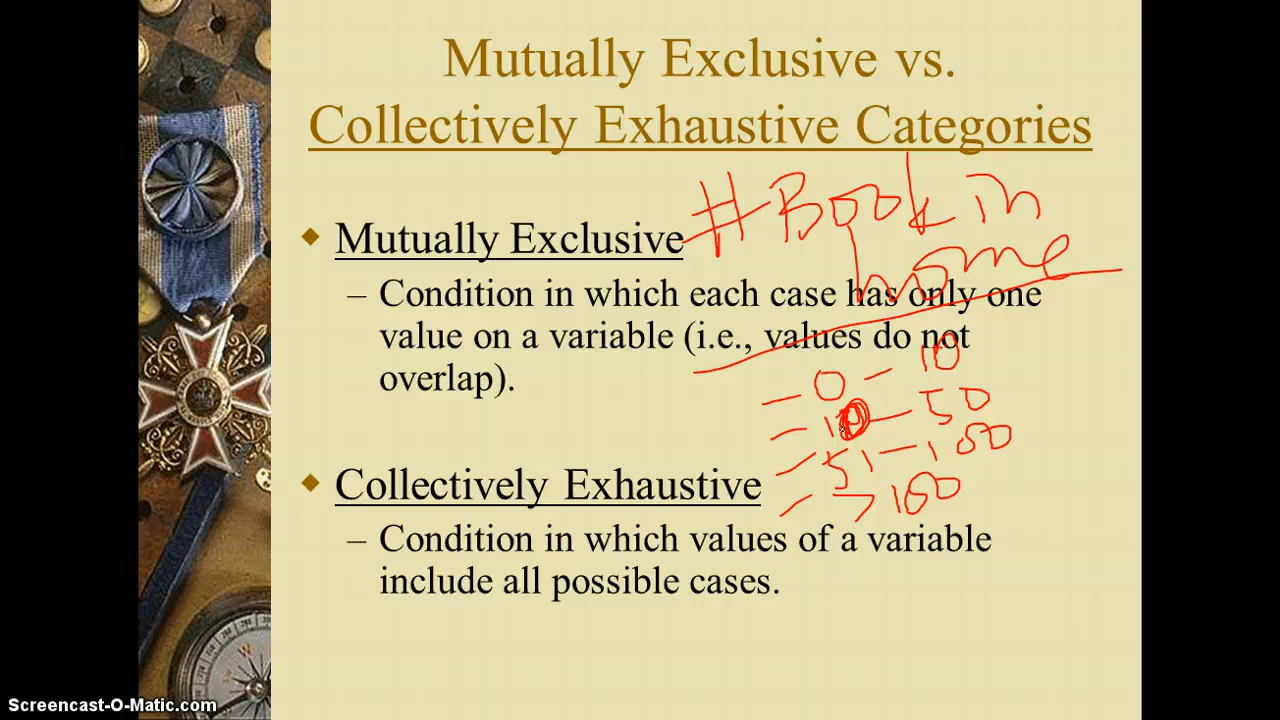 Mutually Exclusive vs.
Collectively Exhaustive Categories
# Book in
home
Mutually Exclusive
– Condition in which each case has only one
value on a variable (i.e., values do not
overlap).
– 0 – 10
– 10 – 50
– 51 – 100
– > 100
Collectively Exhaustive
– Condition in which values of a variable
include all possible cases.
Screencast-O-Matic.com